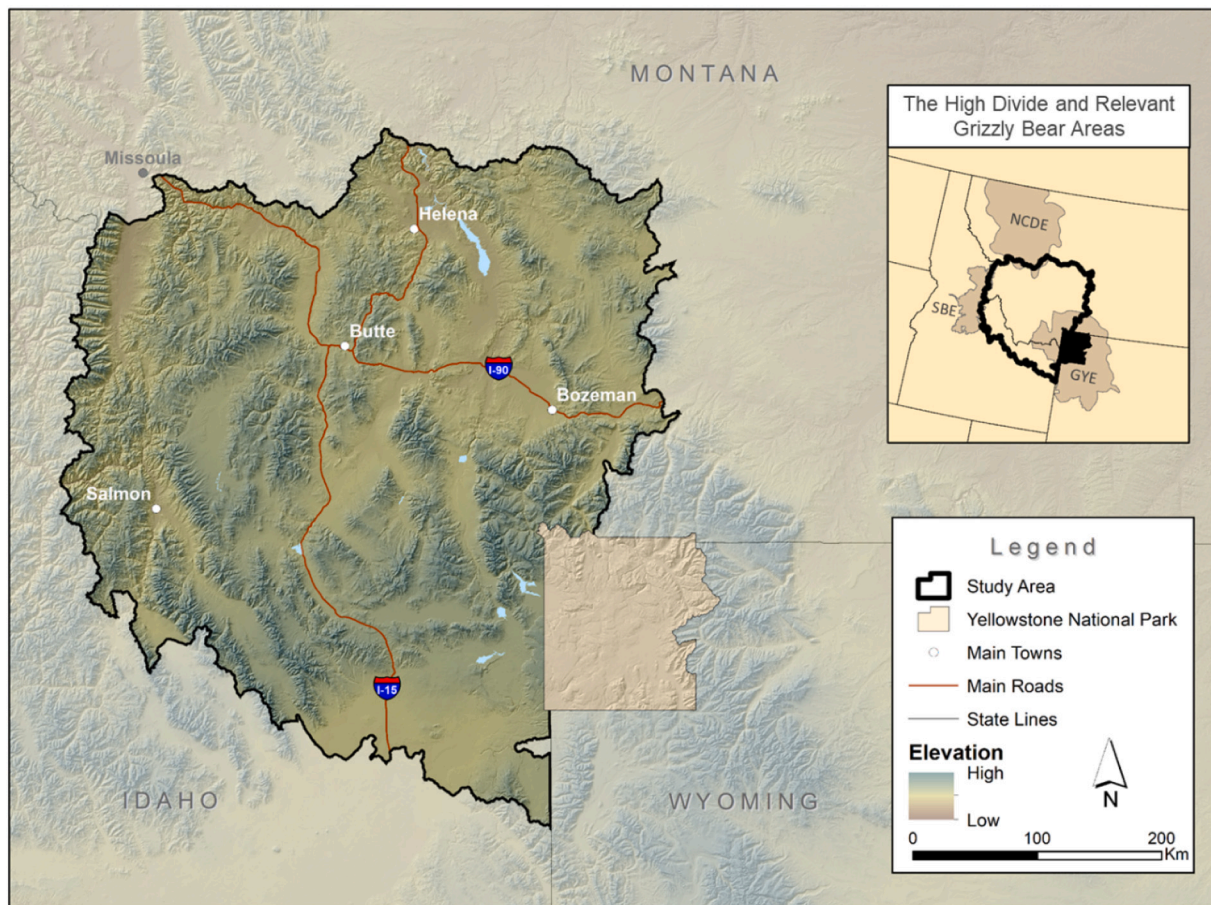 MONTANA
The High Divide and Relevant
Grizzly Bear Areas
Missoula
NCDE
Helena
SBE
Butte
I-90
GYE
Bozeman
Salmon
Legend
Study Area
Yellowstone National Park
Main Towns
Main Roads
I-15
State Lines
Elevation
High
Low
N
IDAHO
WYOMING
0 100 200
Km